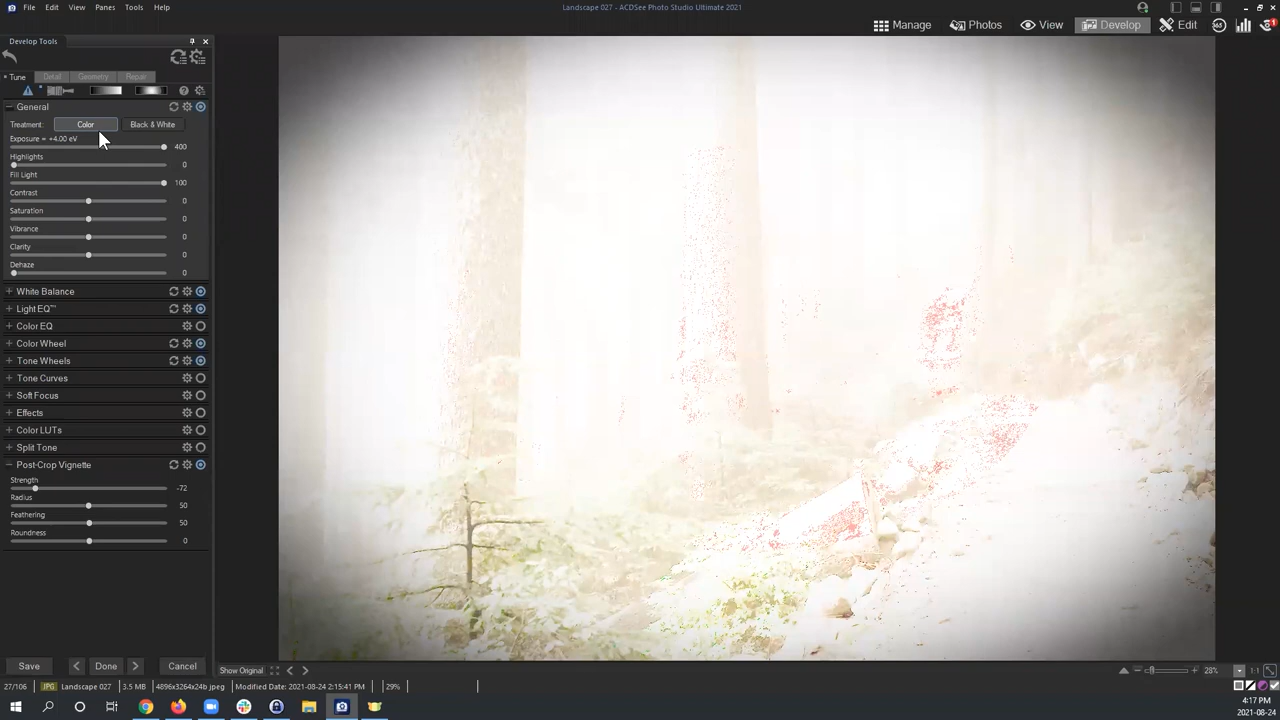 File Edit View Panes Tools Help
Landscape 027 - ACDSee Photo Studio Ultimate 2021
Manage Photos View Develop Edit 365
Develop Tools
Tune Detail Geometry Repair
General
Treatment: Color Black & White
Exposure = +4.00 eV
400
Highlights
0
Fill Light
100
Contrast
0
Saturation
0
Vibrance
0
Clarity
0
Dehaze
0
White Balance
Light EQ™
Color EQ
Color Wheel
Tone Wheels
Tone Curves
Soft Focus
Effects
Color LUTs
Split Tone
Post-Crop Vignette
Strength
-72
Radius
50
Feathering
50
Roundness
0
Save Done Cancel
Show Original 28% 1:1
27/106 JPG Landscape 027 3.5 MB 4896x3264x24b jpeg Modified Date: 2021-08-24 2:15:41 PM 29%
4:17 PM
2021-08-24